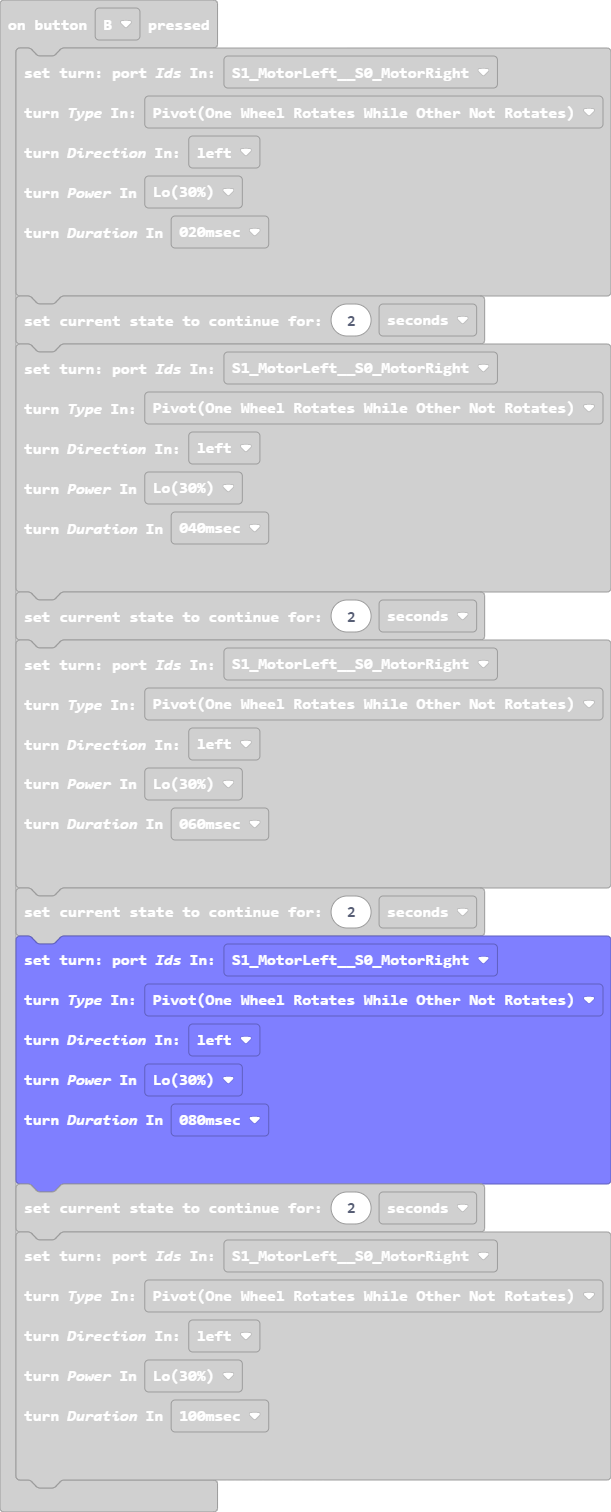 on button B pressed
set turn: port Ids In: S1_MotorLeft__S0_MotorRight
turn Type In: Pivot(One Wheel Rotates While Other Not Rotates)
turn Direction In: left
turn Power In Lo(30%)
turn Duration In 020msec
set current state to continue for: 2 seconds
set turn: port Ids In: S1_MotorLeft__S0_MotorRight
turn Type In: Pivot(One Wheel Rotates While Other Not Rotates)
turn Direction In: left
turn Power In Lo(30%)
turn Duration In 040msec
set current state to continue for: 2 seconds
set turn: port Ids In: S1_MotorLeft__S0_MotorRight
turn Type In: Pivot(One Wheel Rotates While Other Not Rotates)
turn Direction In: left
turn Power In Lo(30%)
turn Duration In 060msec
set current state to continue for: 2 seconds
set turn: port Ids In: S1_MotorLeft__S0_MotorRight
turn Type In: Pivot(One Wheel Rotates While Other Not Rotates)
turn Direction In: left
turn Power In Lo(30%)
turn Duration In 080msec
set current state to continue for: 2 seconds
set turn: port Ids In: S1_MotorLeft__S0_MotorRight
turn Type In: Pivot(One Wheel Rotates While Other Not Rotates)
turn Direction In: left
turn Power In Lo(30%)
turn Duration In 100msec